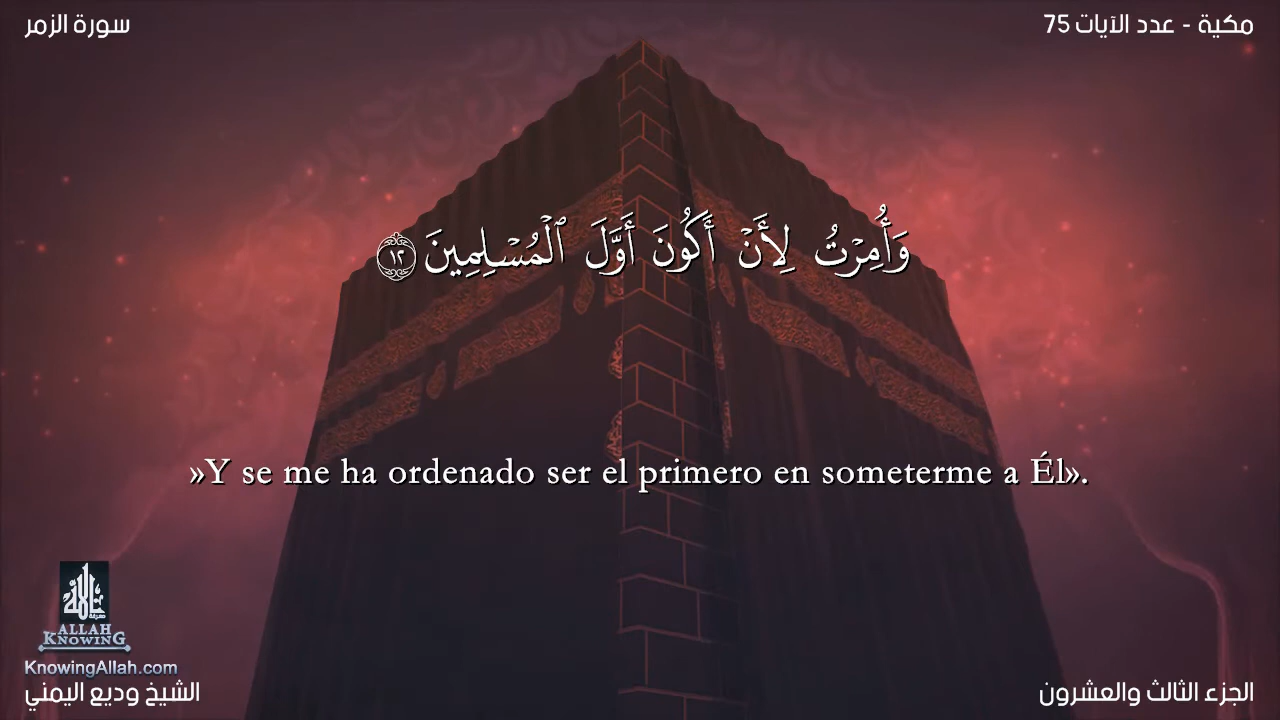 سورة الزمر
مكية - عدد الآيات 75
وَأُمِرْتُ لِأَنْ أَكُونَ أَوَّلَ ٱلْمُسْلِمِينَ ١٢
»Y se me ha ordenado ser el primero en someterme a Él».
ALLAH
KNOWING
KnowingAllah.com
الشيخ وديع اليمني
الجزء الثالث والعشرون